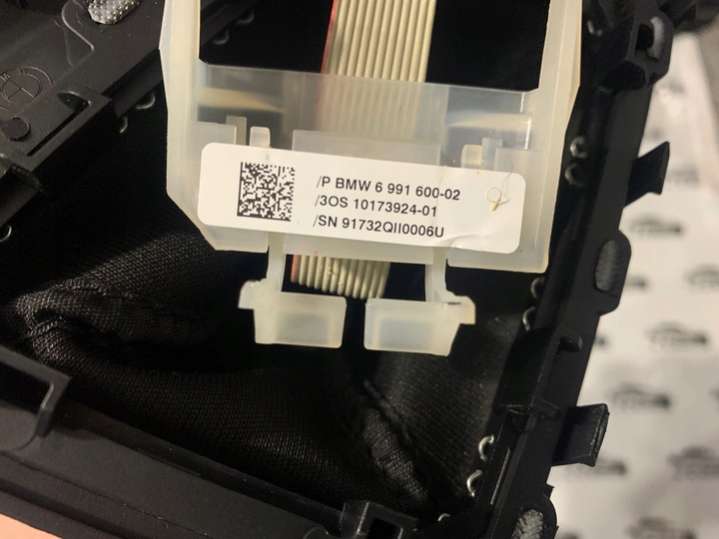 /P BMW 6 991 600-02
/3OS 10173924-01
/SN 91732QII0006U